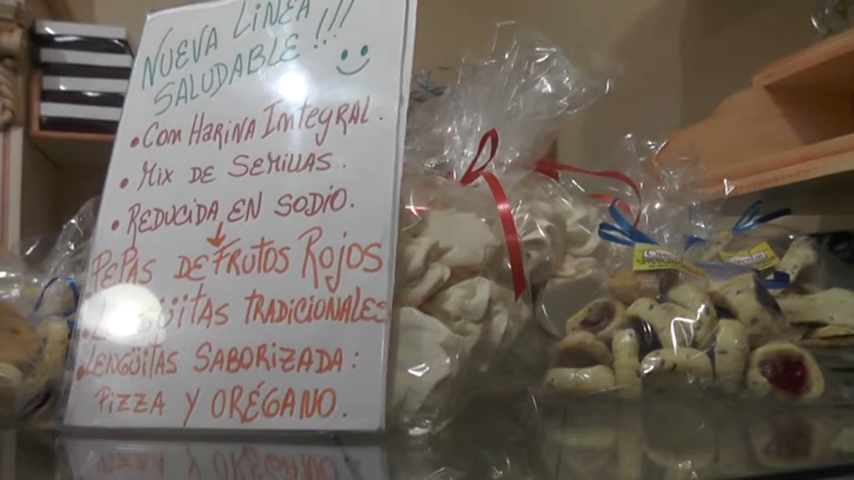 NUEVA LINEA
SALUDABLE!!!
• CON HARINA INTEGRAL.
• MIX DE SEMILLAS.
• REDUCIDA EN SODIO.
PEPAS DE FRUTOS ROJOS
LENGÜITAS TRADICIONALES
• LENGÜITAS SABORIZADA:
PIZZA Y ORÉGANO.